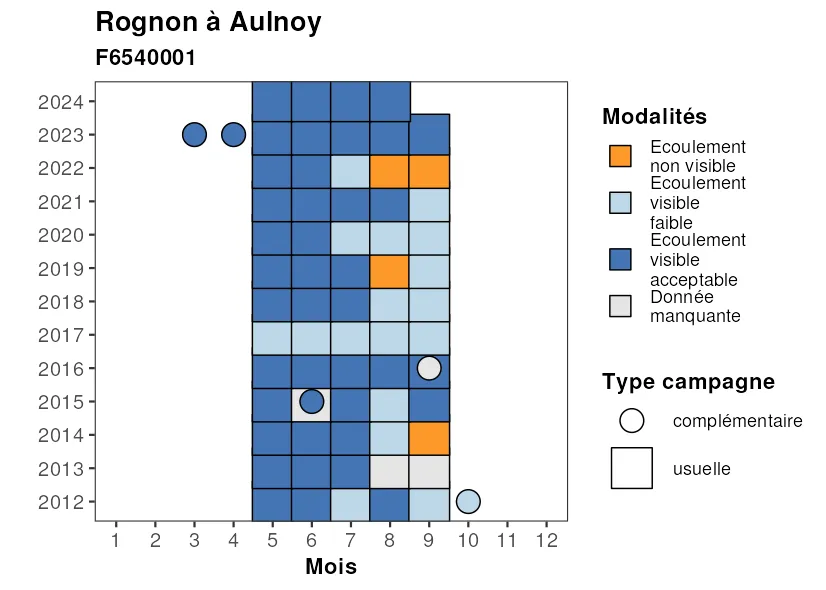 Rognon à Aulnoy
F6540001
2024
2023
2022
2021
2020
2019
2018
2017
2016
2015
2014
2013
2012
1 2 3 4 5 6 7 8 9 10 11 12
Mois
Modalités
Ecoulement
non visible
Ecoulement
visible
faible
Ecoulement
visible
acceptable
Donnée
manquante
Type campagne
complémentaire
usuelle